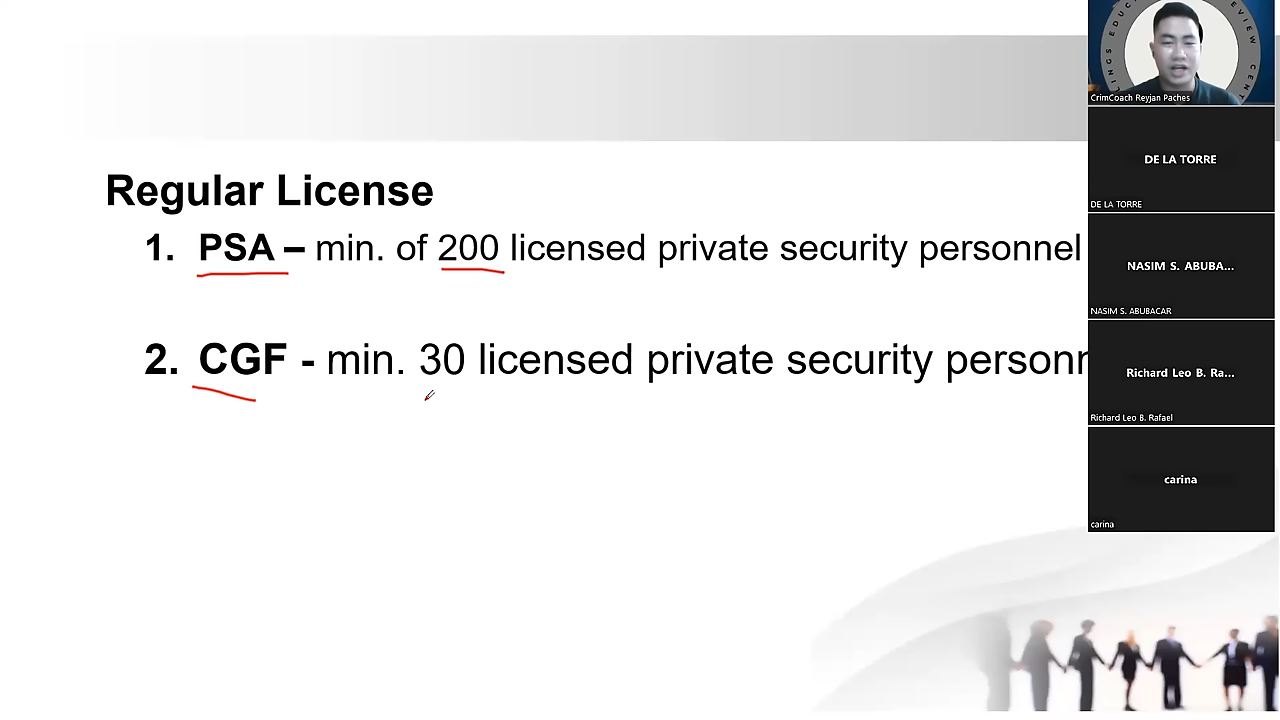 Regular License
1. PSA – min. of 200 licensed private security personnel
2. CGF - min. 30 licensed private security
CrimCoach Reyjan Paches
DE LA TORRE
DE LA TORRE
NASIM S. ABUBA...
NASIM S. ABUBACAR
Richard Leo B. Ra...
Richard Leo B. Rafael
carina
carina